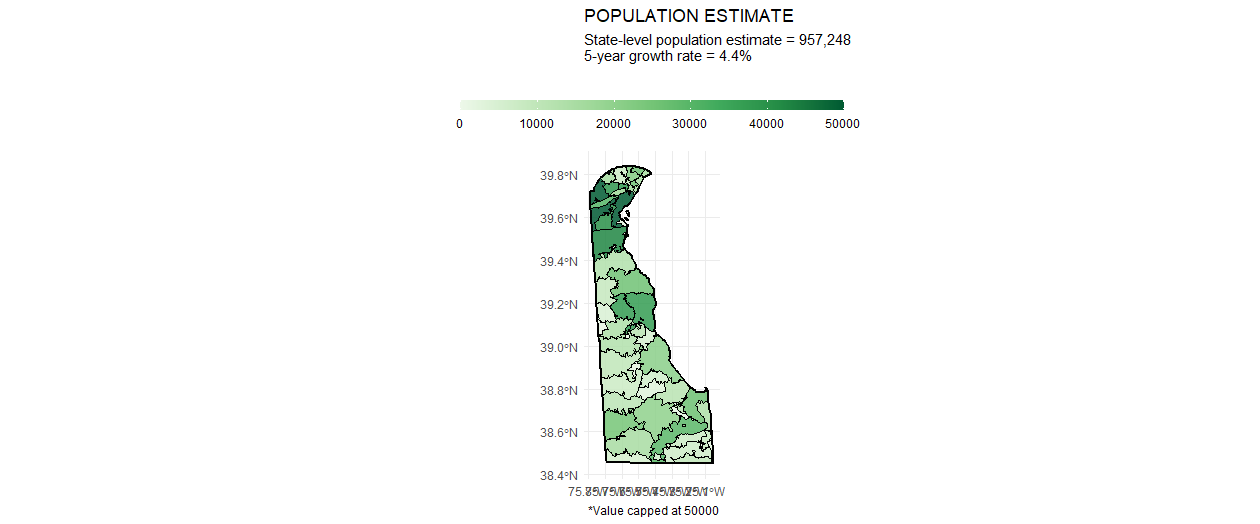 POPULATION ESTIMATE
State-level population estimate = 957,248
5-year growth rate = 4.4%
0 10000 20000 30000 40000 50000
39.8°N
39.6°N
39.4°N
39.2°N
39.0°N
38.8°N
38.6°N
38.4°N
*Value capped at 50000